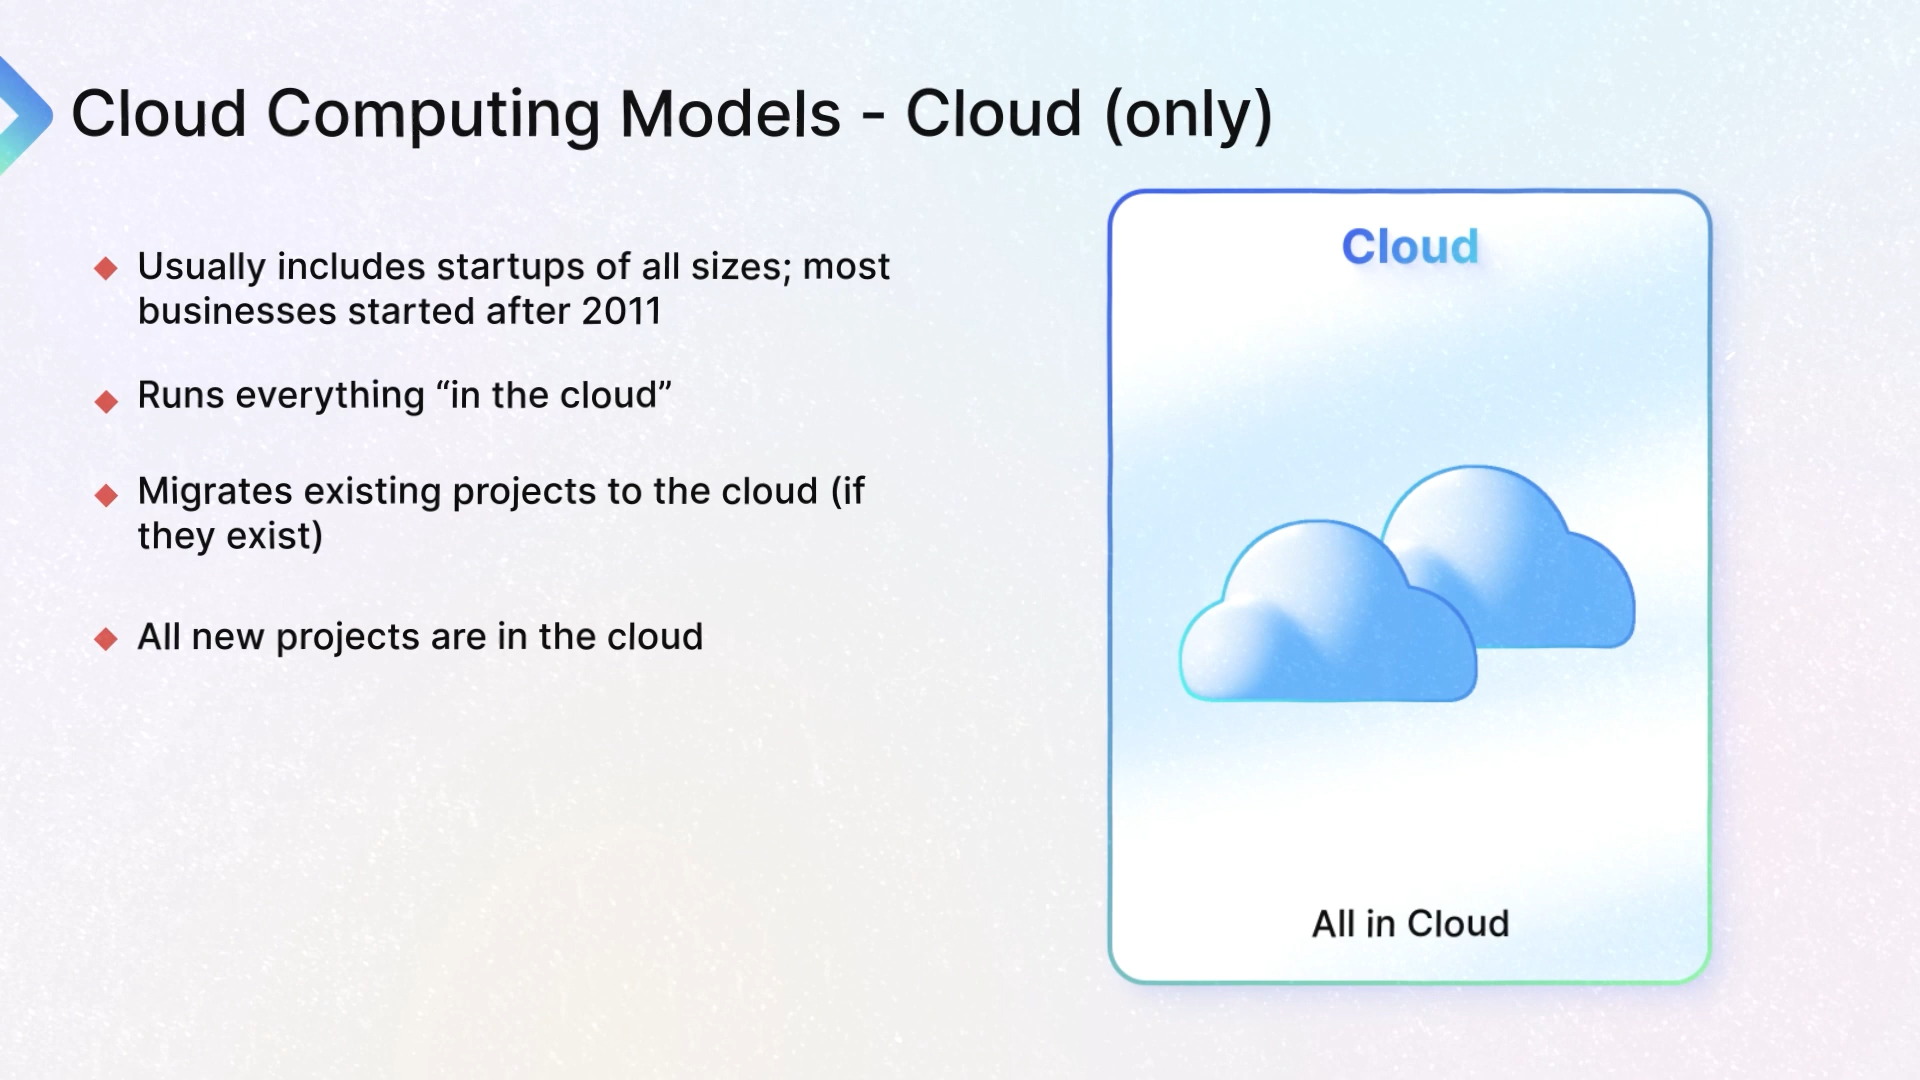 Cloud Computing Models - Cloud (only)
Usually includes startups of all sizes; most
businesses started after 2011
Runs everything “in the cloud”
Migrates existing projects to the cloud (if
they exist)
All new projects are in the cloud
Cloud
All in Cloud